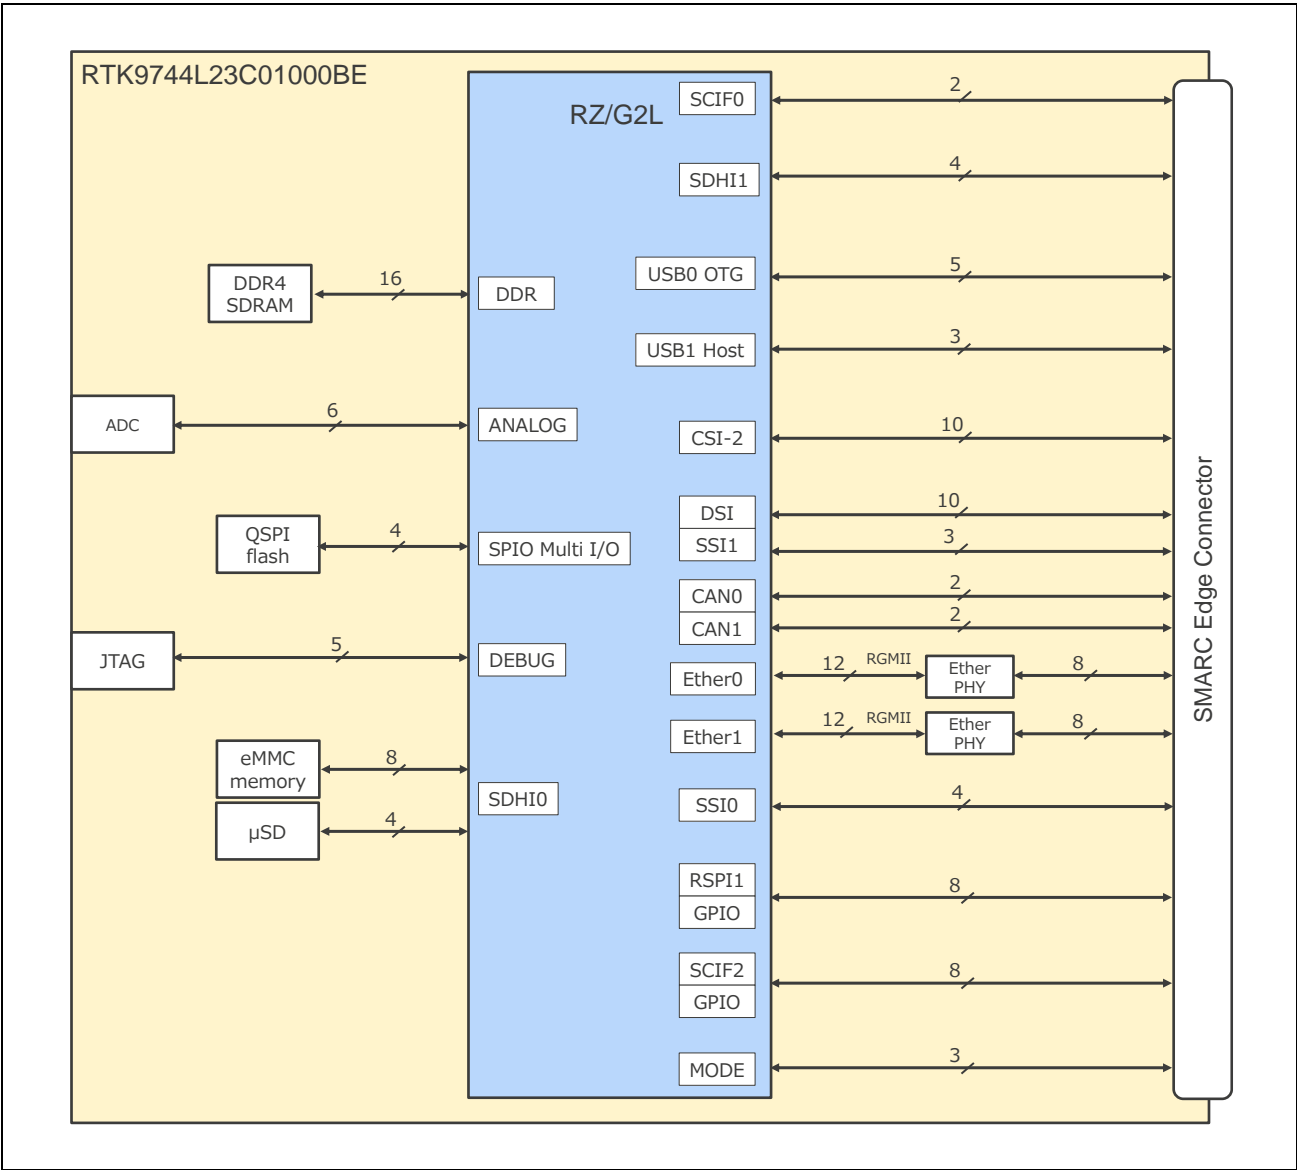 RTK9744L23C01000BE
RZ/G2L
SCIF0
2
SDHI1
4
USB0 OTG
5
DDR4
SDRAM
16
DDR
USB1 Host
3
ADC
6
ANALOG
CSI-2
10
DSI
10
QSPI
flash
4
SPIO Multi I/O
SSI1
3
CAN0
2
CAN1
2
JTAG
5
DEBUG
Ether0
12
RGMII
Ether
PHY
8
Ether1
12
RGMII
Ether
PHY
8
eMMC
memory
8
SDHI0
µSD
4
SSI0
4
RSPI1
GPIO
8
SCIF2
GPIO
8
MODE
3
SMARC Edge Connector